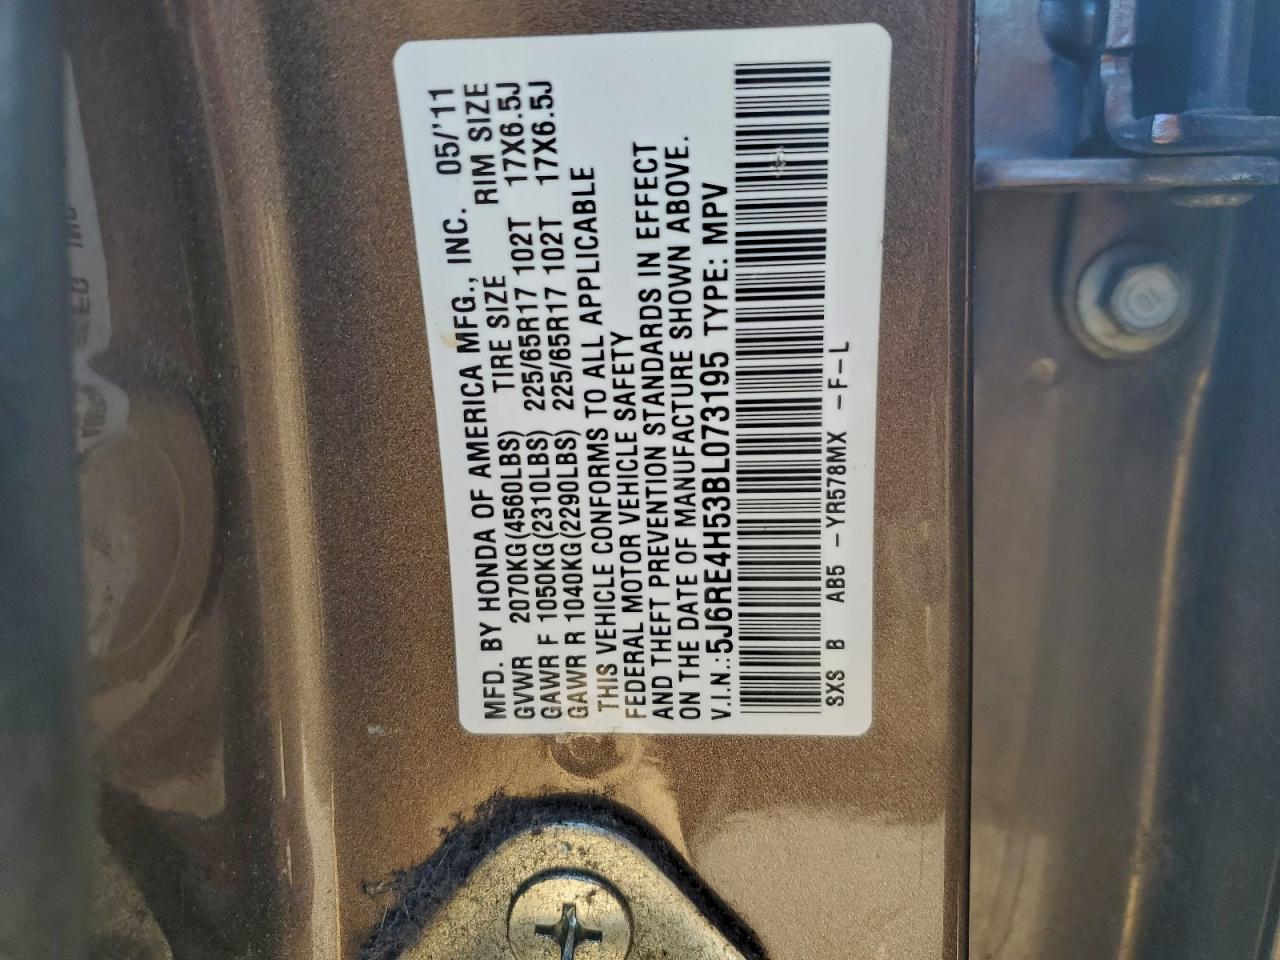 MFD. BY HONDA OF AMERICA MFG., INC. 05/'11
GVWR 2070KG(4560LBS) TIRE SIZE RIM SIZE
GAWR F 1050KG(2310LBS) 225/65R17 102T 17X6.5J
GAWR R 1040KG(2290LBS) 225/65R17 102T 17X6.5J
THIS VEHICLE CONFORMS TO ALL APPLICABLE
FEDERAL MOTOR VEHICLE SAFETY
AND THEFT PREVENTION STANDARDS IN EFFECT
ON THE DATE OF MANUFACTURE SHOWN ABOVE.
V.I.N.:5J6RE4H53BL073195 TYPE: MPV
SXS B AB5 -YR578MX -F-L